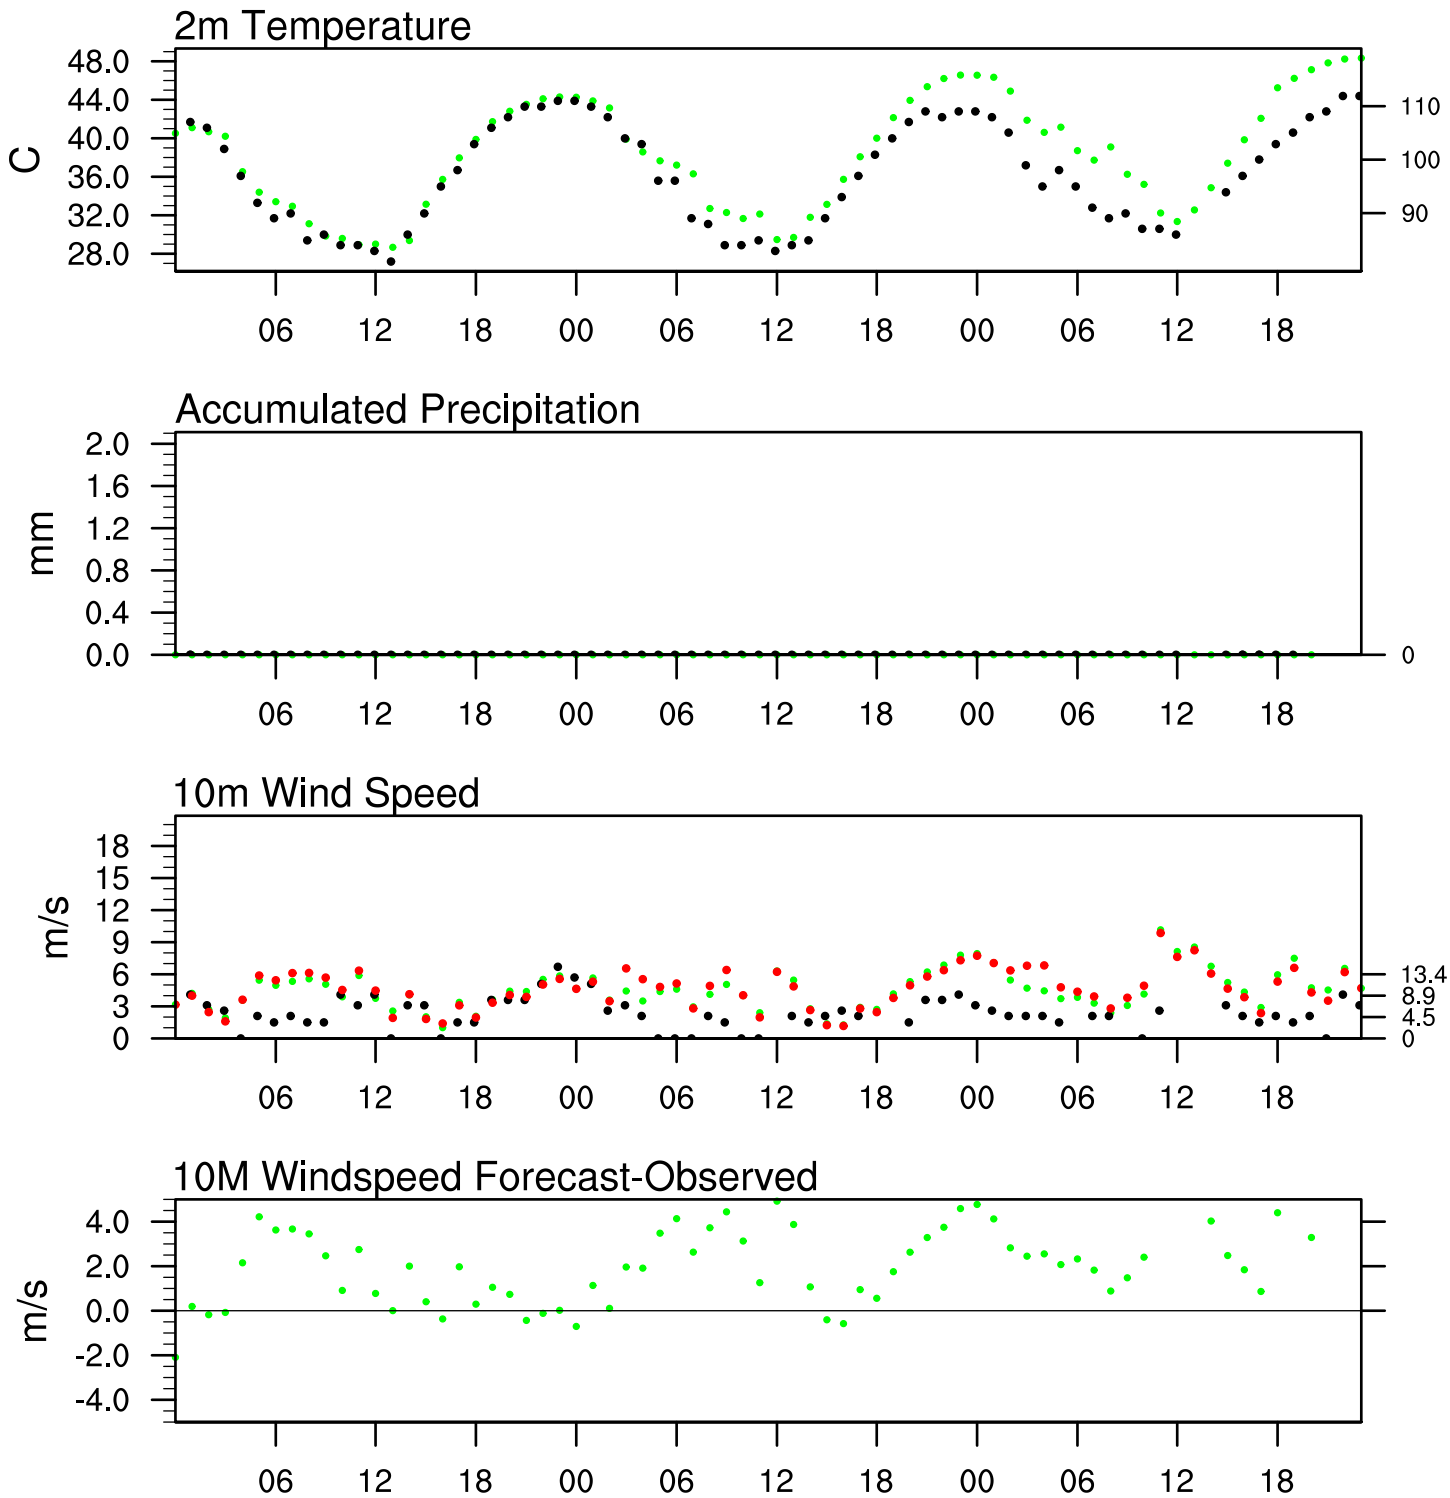 2m Temperature
48.0
44.0
40.0
36.0
32.0
28.0
C
110
100
90
06 12 18 00 06 12 18 00 06 12 18
Accumulated Precipitation
2.0
1.6
1.2
0.8
0.4
0.0
mm
0
06 12 18 00 06 12 18 00 06 12 18
10m Wind Speed
18
15
12
9
6
3
0
m/s
13.4
8.9
4.5
0
06 12 18 00 06 12 18 00 06 12 18
10M Windspeed Forecast-Observed
4.0
2.0
0.0
-2.0
-4.0
m/s
06 12 18 00 06 12 18 00 06 12 18